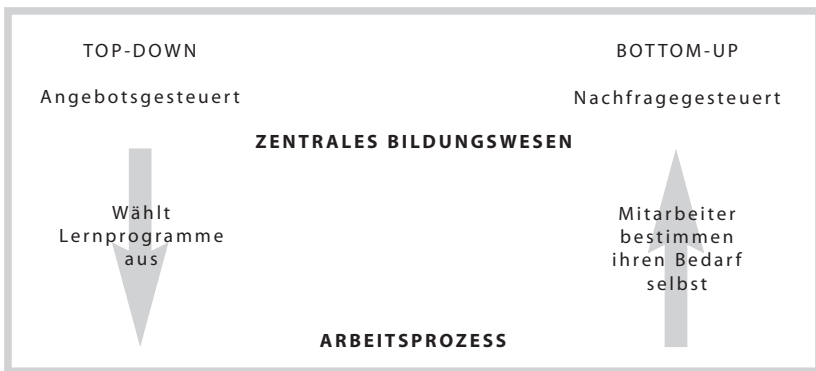 TOP-DOWN
BOTTOM-UP
Angebotsgesteuert
Nachfragegesteuert
ZENTRALES BILDUNGSWESEN
Wählt
Lernprogramme
aus
Mitarbeiter
bestimmen
ihren Bedarf
selbst
ARBEITSPROZESS